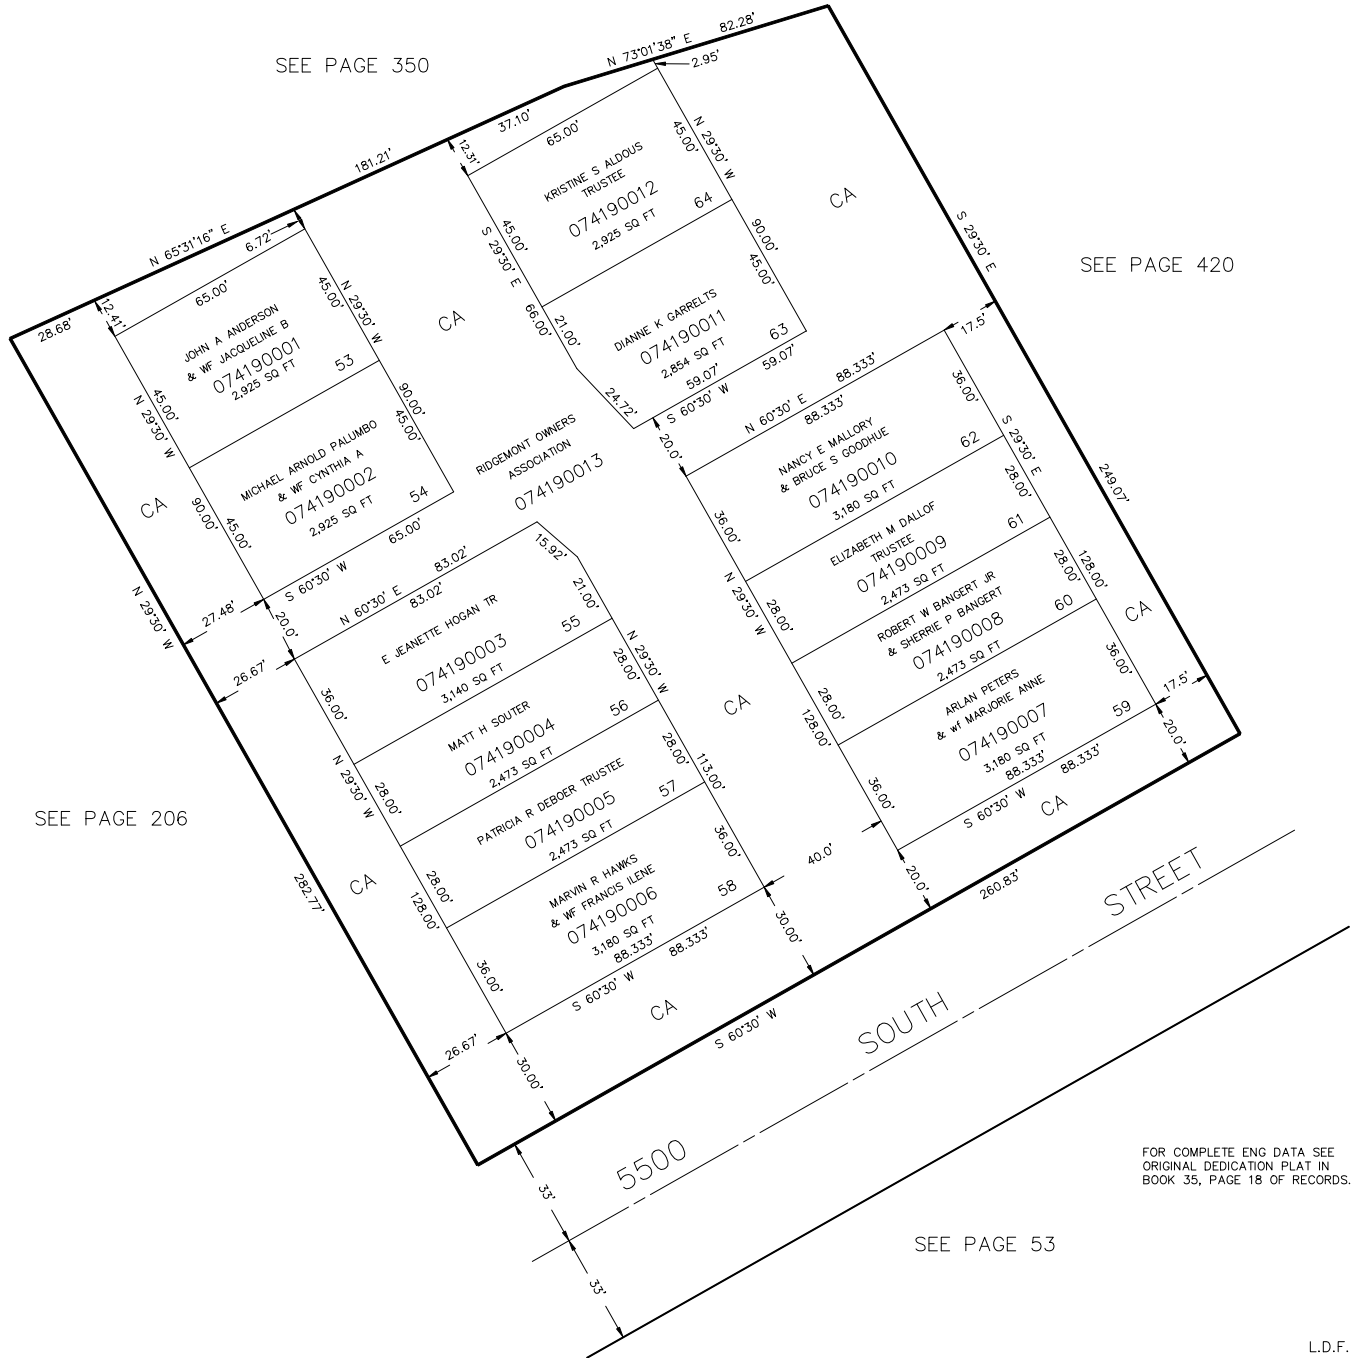 SEE PAGE 350
N 73°01'38" E
82.28'
2.95'
37.10'
65.00'
12.31'
181.21'
N 65°31'16" E
28.68'
12.41'
6.72'
65.00'
45.00'
N 29°30' W
JOHN A ANDERSON
& WF JACQUELINE B
074190001
2,925 SQ FT
53
45.00'
N 29°30' W
90.00'
45.00'
90.00'
45.00'
MICHAEL ARNOLD PALUMBO
& WF CYNTHIA A
074190002
2,925 SQ FT
54
65.00'
S 60°30' W
CA
CA
KRISTINE S ALDOUS
TRUSTEE
074190012
2,925 SQ FT
64
45.00'
N 29°30' W
45.00'
S 29°30' E
66.00'
21.00'
24.72'
90.00'
45.00'
DIANNE K GARRELTS
074190011
2,854 SQ FT
63
59.07'
59.07'
S 60°30' W
CA
S 29°30' E
SEE PAGE 420
17.5'
RIDGEMONT OWNERS
ASSOCIATION
074190013
20.0'
N 60°30' E
88.333'
88.333'
36.00'
S 29°30' E
NANCY E MALLORY
& BRUCE S GOODHUE
074190010
3,180 SQ FT
62
36.00'
28.00'
249.07'
ELIZABETH M DALLOF
TRUSTEE
074190009
2,473 SQ FT
61
N 29°30' W
28.00'
28.00'
128.00'
ROBERT W BANGERT JR
& SHERRIE P BANGERT
074190008
2,473 SQ FT
60
28.00'
128.00'
36.00'
CA
ARLAN PETERS
& wf MARJORIE ANNE
074190007
3,180 SQ FT
59
36.00'
88.333'
88.333'
S 60°30' W
17.5'
20.0'
CA
N 29°30' W
27.48'
20.0'
26.67'
N 60°30' E
83.02'
83.02'
15.92'
21.00'
E JEANETTE HOGAN TR
074190003
3,140 SQ FT
55
36.00'
N 29°30' W
28.00'
MATT H SOUTER
074190004
2,473 SQ FT
56
N 29°30' W
28.00'
28.00'
113.00'
PATRICIA R DEBOER TRUSTEE
074190005
2,473 SQ FT
57
28.00'
128.00'
36.00'
MARVIN R HAWKS
& WF FRANCIS ILENE
074190006
3,180 SQ FT
58
36.00'
88.333'
88.333'
S 60°30' W
CA
40.0'
20.0'
30.00'
260.83'
SEE PAGE 206
CA
282.77'
26.67'
30.00'
CA
S 60°30' W
5500
SOUTH
STREET
33'
33'
FOR COMPLETE ENG DATA SEE
ORIGINAL DEDICATION PLAT IN
BOOK 35, PAGE 18 OF RECORDS.
SEE PAGE 53
L.D.F.